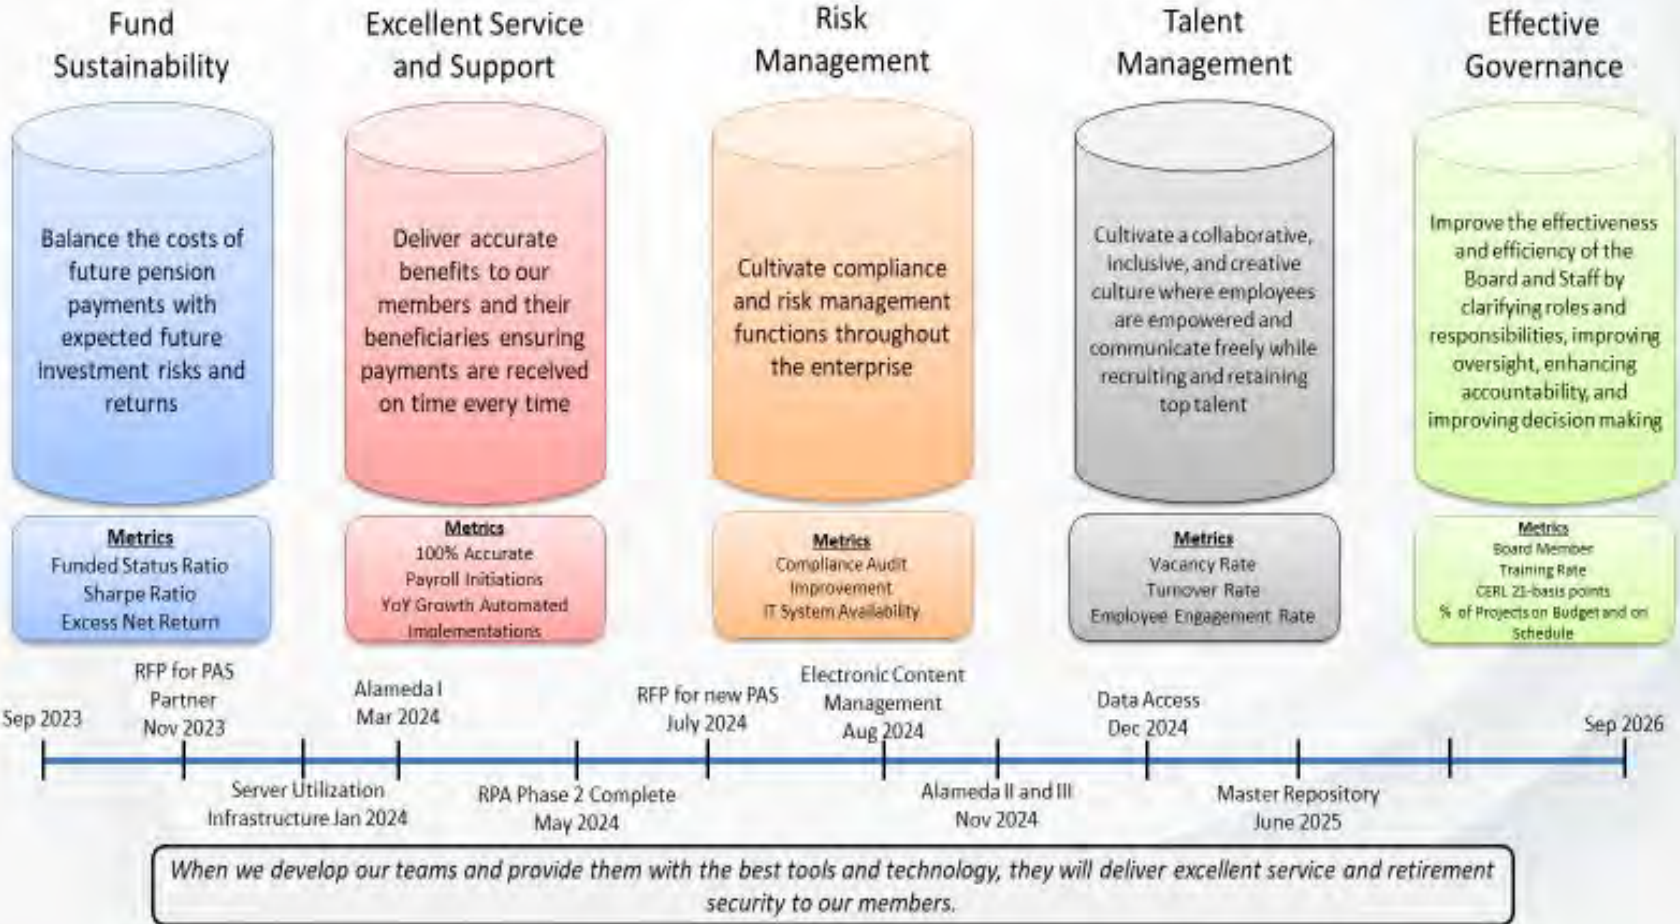 Fund
Sustainability
Excellent Service
and Support
Risk
Management
Talent
Management
Effective
Governance
Balance the costs of
future pension
payments with
expected future
investment risks and
returns
Deliver accurate
benefits to our
members and their
beneficiaries ensuring
payments are received
on time every time
Cultivate compliance
and risk management
functions throughout
the enterprise
Cultivate a collaborative,
inclusive, and creative
culture where employees
are empowered and
communicate freely while
recruiting and retaining
top talent
Improve the effectiveness
and efficiency of the
Board and Staff by
clarifying roles and
responsibilities, improving
oversight, enhancing
accountability, and
improving decision making
Metrics
Funded Status Ratio
Sharpe Ratio
Excess Net Return
Metrics
100% Accurate
Payroll Initiations
YoY Growth Automated
Implementations
Metrics
Compliance Audit
Improvement
IT System Availability
Metrics
Vacancy Rate
Turnover Rate
Employee Engagement Rate
Metrics
Board Member
Training Rate
CERL 21-basis points
% of Projects on Budget and on
Schedule
Sep 2023
RFP for PAS
Partner
Nov 2023
Server Utilization
Infrastructure Jan 2024
Alameda I
Mar 2024
RPA Phase 2 Complete
May 2024
RFP for new PAS
July 2024
Electronic Content
Management
Aug 2024
Alameda II and III
Nov 2024
Data Access
Dec 2024
Master Repository
June 2025
Sep 2026
When we develop our teams and provide them with the best tools and technology, they will deliver excellent service and retirement
security to our members.